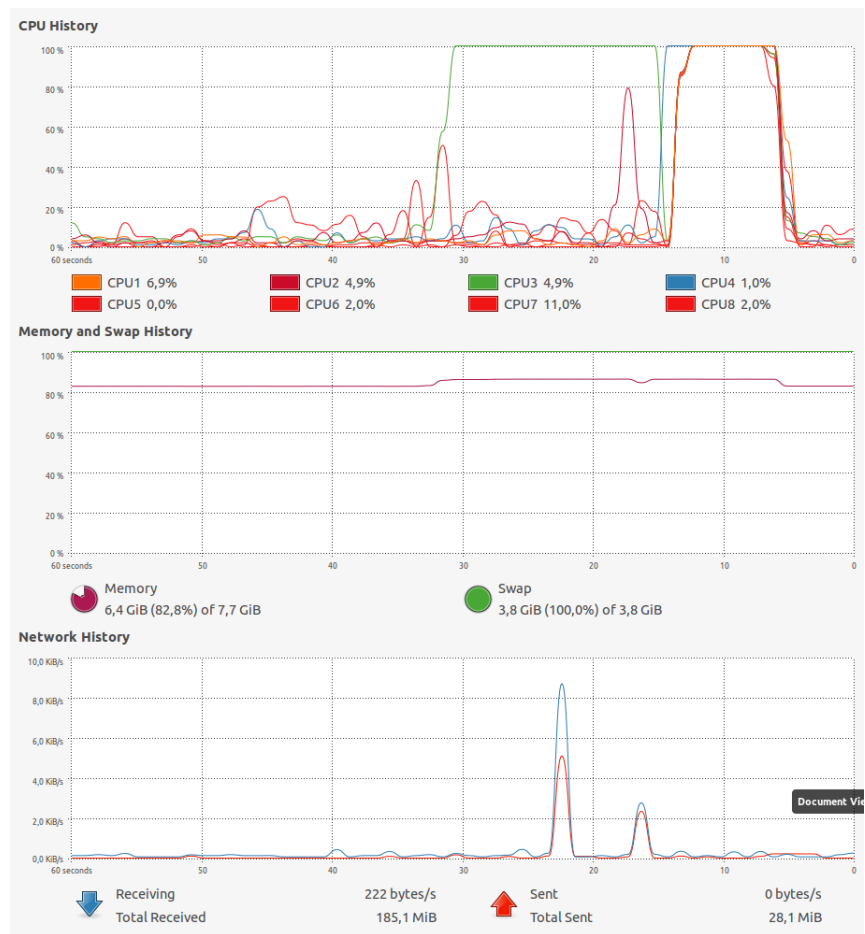 CPU History
100 %
80 %
60 %
40 %
20 %
0 %
60 seconds 50 40 30 20 10 0
CPU1 6,9% CPU2 4,9% CPU3 4,9% CPU4 1,0%
CPU5 0,0% CPU6 2,0% CPU7 11,0% CPU8 2,0%
Memory and Swap History
100 %
80 %
60 %
40 %
20 %
0 %
60 seconds 50 40 30 20 10 0
Memory Swap
6,4 GiB (82,8%) of 7,7 GiB 3,8 GiB (100,0%) of 3,8 GiB
Network History
10,0 KiB/s
8,0 KiB/s
6,0 KiB/s
4,0 KiB/s
Document Vie
2,0 KiB/s
0,0 KiB/s
60 seconds 50 40 30 20 10 0
Receiving 222 bytes/s Sent 0 bytes/s
Total Received 185,1 MiB Total Sent 28,1 MiB